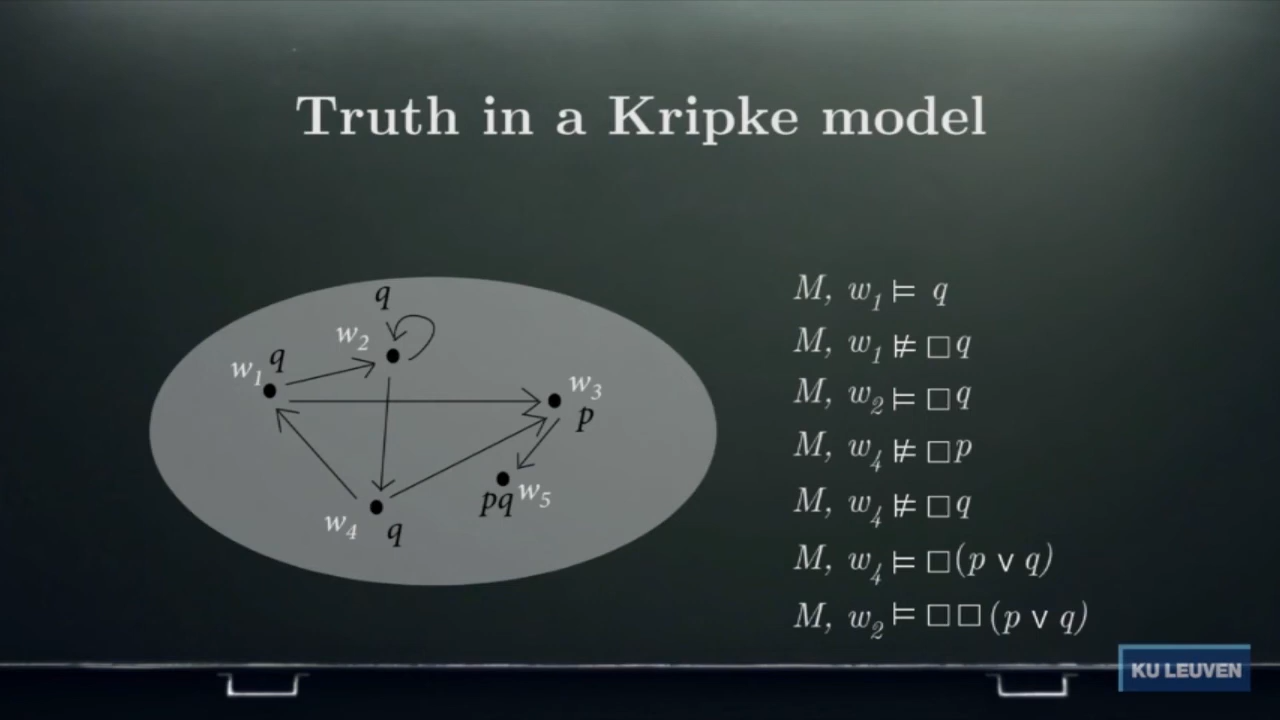 Truth in a Kripke model
q
w₂
w₁ q
w₃
p
pq w₅
w₄ q
M, w₁ ⊨ q
M, w₁ ⊭ □q
M, w₂ ⊨ □q
M, w₄ ⊭ □p
M, w₄ ⊭ □q
M, w₄ ⊨ □(p ∨ q)
M, w₂ ⊨ □□(p ∨ q)
KU LEUVEN